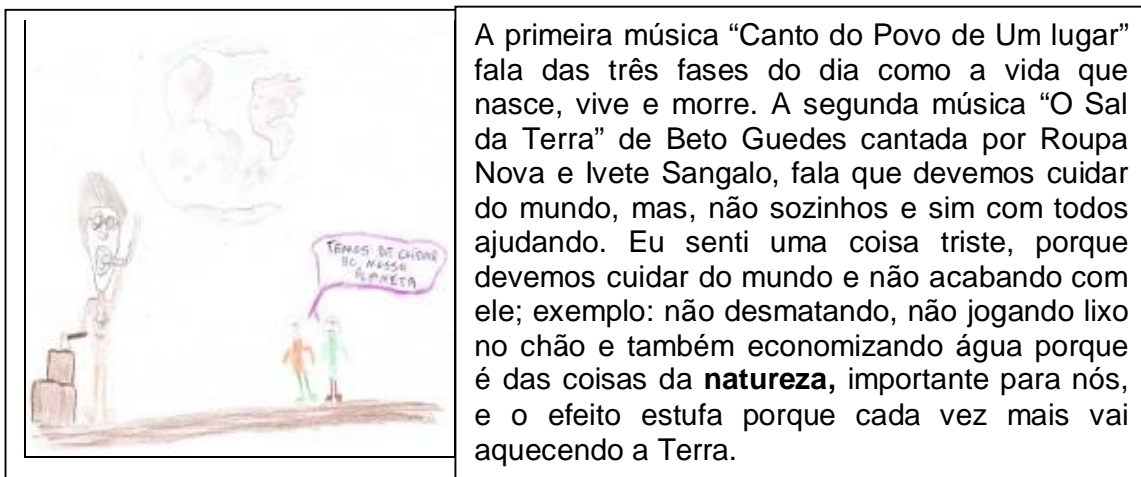 TEMOS DE CUIDAR
DO NOSSO
PLANETA
A primeira música “Canto do Povo de Um lugar”
fala das três fases do dia como a vida que
nasce, vive e morre. A segunda música “O Sal
da Terra” de Beto Guedes cantada por Roupa
Nova e Ivete Sangalo, fala que devemos cuidar
do mundo, mas, não sozinhos e sim com todos
ajudando. Eu senti uma coisa triste, porque
devemos cuidar do mundo e não acabando com
ele; exemplo: não desmatando, não jogando lixo
no chão e também economizando água porque
é das coisas da natureza, importante para nós,
e o efeito estufa porque cada vez mais vai
aquecendo a Terra.